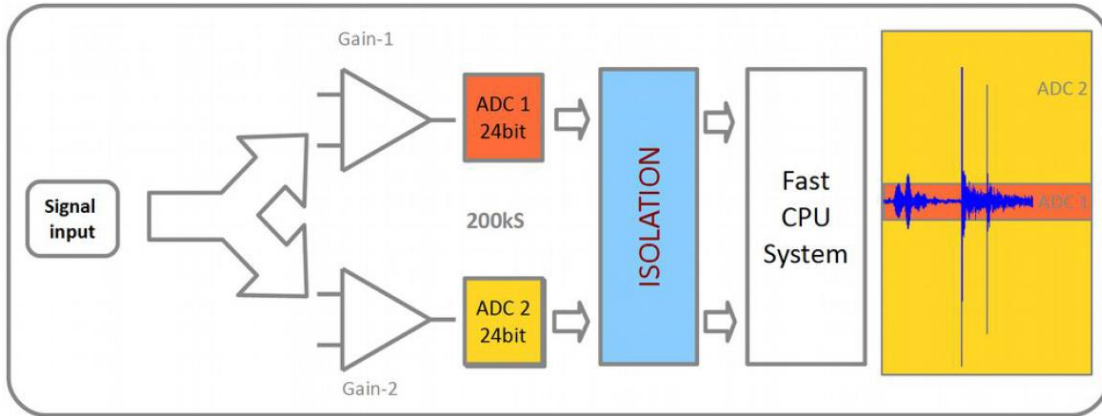 Gain-1
ADC 1
24bit
Signal
input
200kS
ADC 2
24bit
Gain-2
ISOLATION
Fast
CPU
System
ADC 2
ADC 1